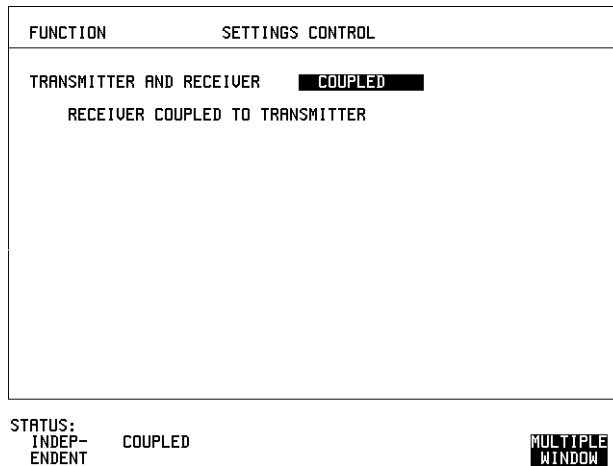 FUNCTION SETTINGS CONTROL
TRANSMITTER AND RECEIVER COUPLED
RECEIVER COUPLED TO TRANSMITTER
STATUS:
INDEP- COUPLED MULTIPLE
ENDENT WINDOW